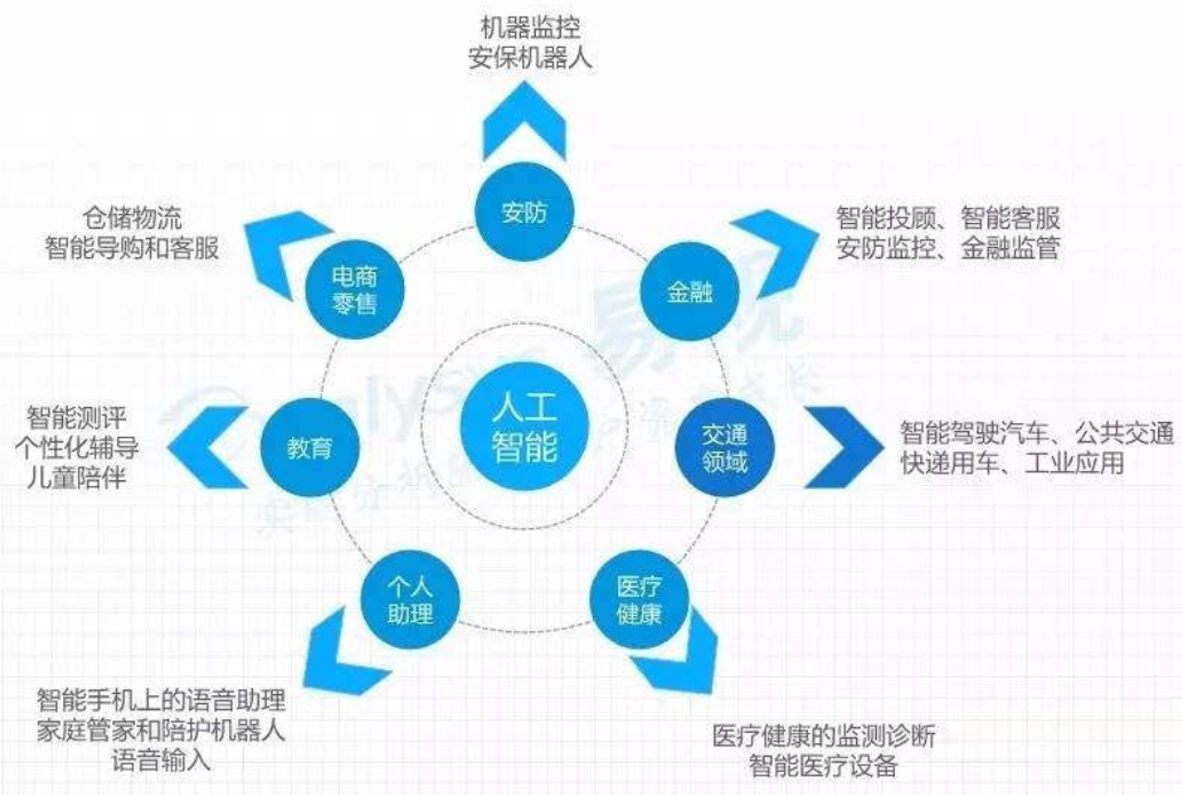 机器监控
安保机器人
安防
仓储物流
智能导购和客服
电商
零售
金融
智能投顾、智能客服
安防监控、金融监管
人工
智能
智能测评
个性化辅导
儿童陪伴
教育
交通
领域
智能驾驶汽车、公共交通
快递用车、工业应用
个人
助理
医疗
健康
智能手机上的语音助理
家庭管家和陪护机器人
语音输入
医疗健康的监测诊断
智能医疗设备